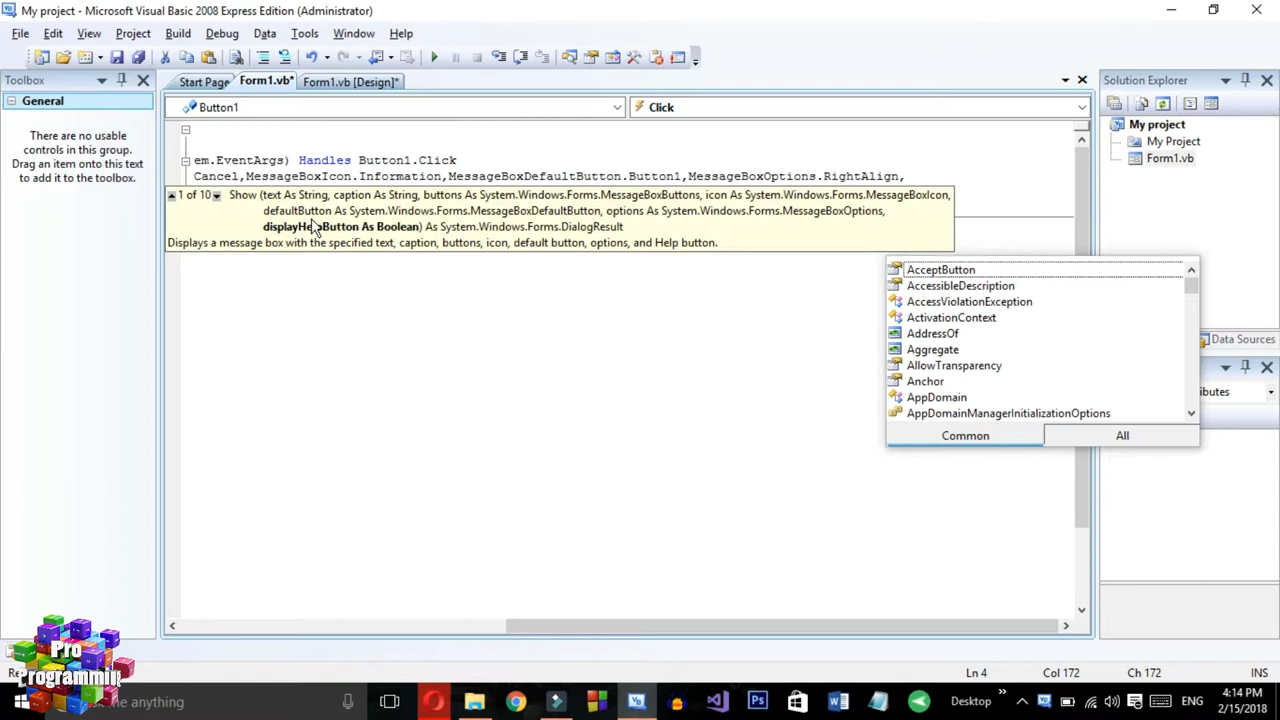 My project - Microsoft Visual Basic 2008 Express Edition (Administrator)
File Edit View Project Build Debug Data Tools Window Help
Toolbox
General
There are no usable
controls in this group.
Drag an item onto this text
to add it to the toolbox.
Start Page Form1.vb* Form1.vb [Design]*
Button1 Click
em.EventArgs) Handles Button1.Click
Cancel,MessageBoxIcon.Information,MessageBoxDefaultButton.Button1,MessageBoxOptions.RightAlign,
1 of 10 Show (text As String, caption As String, buttons As System.Windows.Forms.MessageBoxButtons, icon As System.Windows.Forms.MessageBoxIcon,
defaultButton As System.Windows.Forms.MessageBoxDefaultButton, options As System.Windows.Forms.MessageBoxOptions,
displayHelpButton As Boolean) As System.Windows.Forms.DialogResult
Displays a message box with the specified text, caption, buttons, icon, default button, options, and Help button.
AcceptButton
AccessibleDescription
AccessViolationException
ActivationContext
AddressOf
Aggregate
AllowTransparency
Anchor
AppDomain
AppDomainManagerInitializationOptions
Common All
Solution Explorer
My project
My Project
Form1.vb
Data Sources
Ln 4 Col 172 Ch 172 INS
Pro
Programmin
anything
Desktop
ENG
4:14 PM
2/15/2018